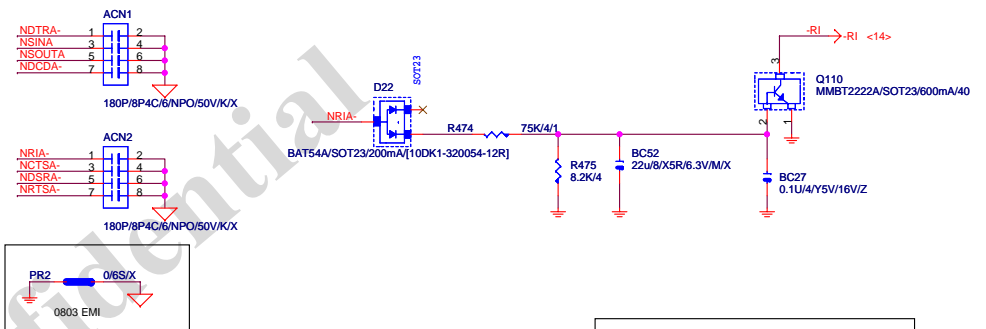 ACN1
NDTRA- 1 2
NSINA 3 4
NSOUTA 5 6
NDCDA- 7 8
180P/8P4C/6/NPO/50V/K/X
ACN2
NRIA- 1 2
NCTSA- 3 4
NDSRA- 5 6
NRTSA- 7 8
180P/8P4C/6/NPO/50V/K/X
PR2 0/6S/X
0803 EMI
D22
SOT23
NRIA-
BAT54A/SOT23/200mA/[10DK1-320054-12R]
R474 75K/4/1
R475
8.2K/4
BC52
22u/8/X5R/6.3V/M/X
-RI
-RI <14>
3
Q110
MMBT2222A/SOT23/600mA/40
2 1
BC27
0.1U/4/Y5V/16V/Z
fidential